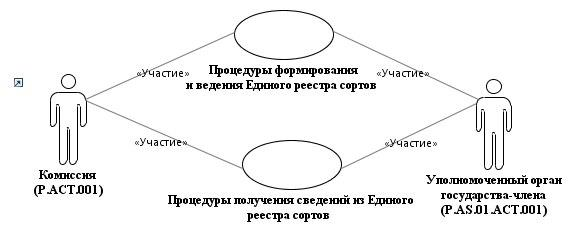 «Участие»
«Участие»
Процедуры формирования
и ведения Единого реестра сортов
«Участие»
«Участие»
Комиссия
(P.ACT.001)
Уполномоченный орган
государства-члена
(P.AS.01.ACT.001)
Процедуры получения сведений из Единого
реестра сортов